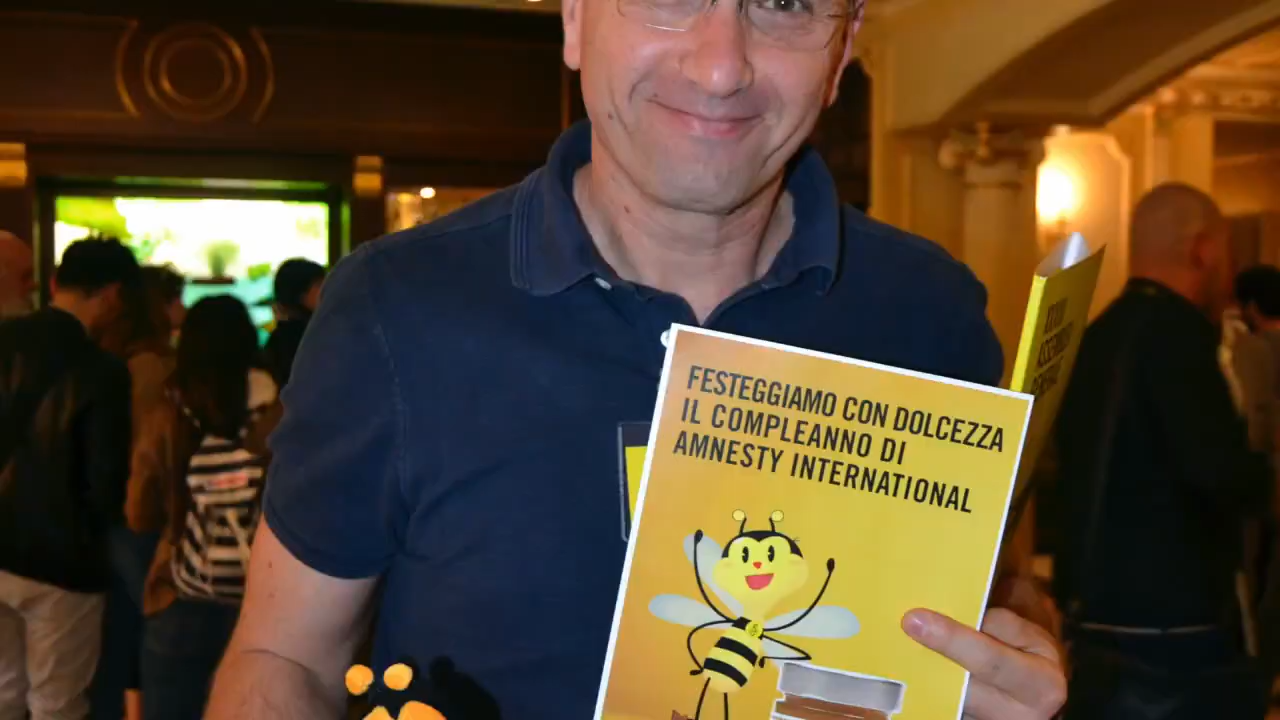 FESTEGGIAMO CON DOLCEZZA
IL COMPLEANNO DI
AMNESTY INTERNATIONAL